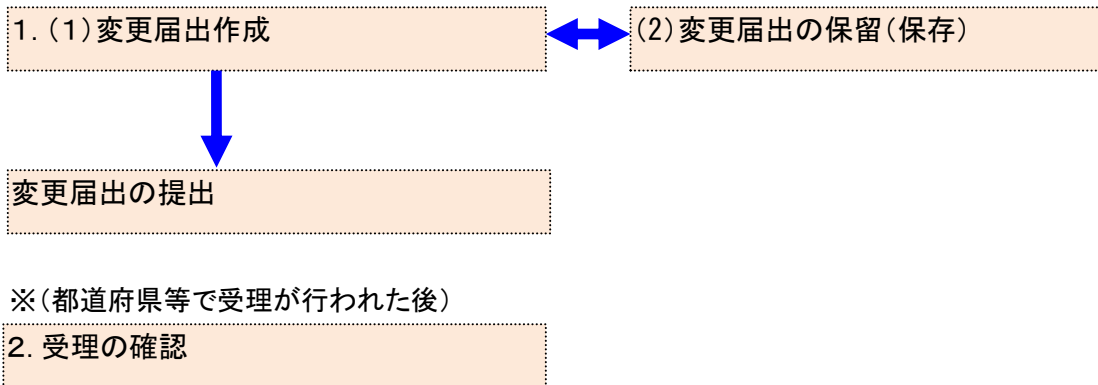 1.(1)変更届出作成
(2)変更届出の保留(保存)
変更届出の提出
※(都道府県等で受理が行われた後)
2.受理の確認